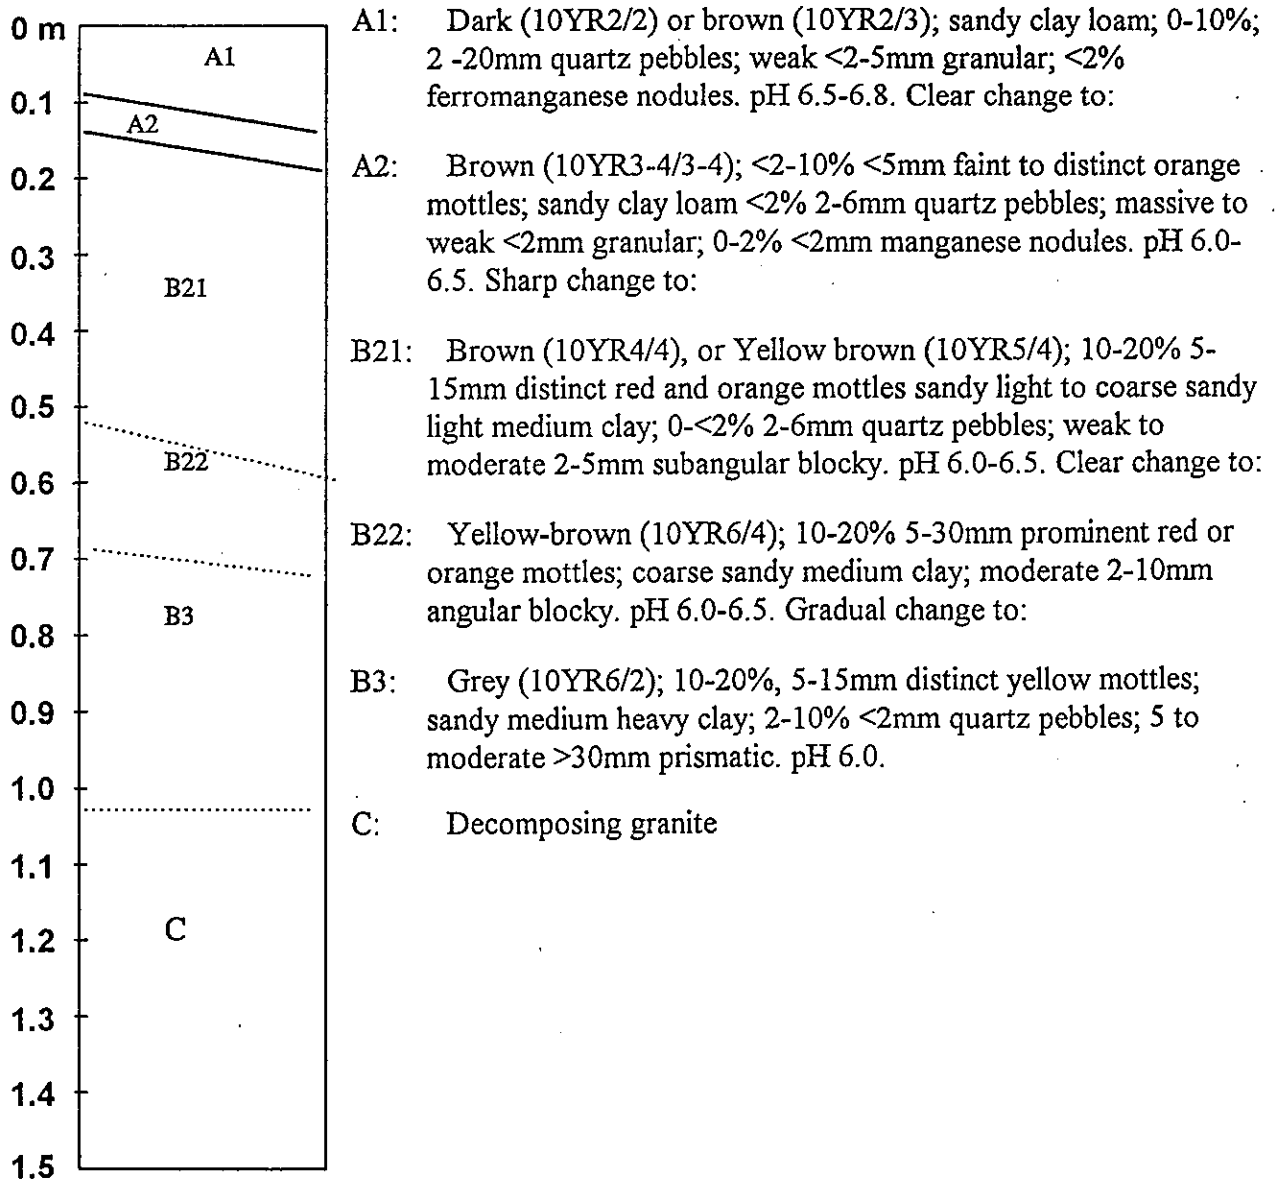 0 m
0.1
0.2
0.3
0.4
0.5
0.6
0.7
0.8
0.9
1.0
1.1
1.2
1.3
1.4
1.5
A1
A2
B21
B22
B3
C
A1: Dark (10YR2/2) or brown (10YR2/3); sandy clay loam; 0-10%;
2 -20mm quartz pebbles; weak <2-5mm granular; <2%
ferromanganese nodules. pH 6.5-6.8. Clear change to:
A2: Brown (10YR3-4/3-4); <2-10% <5mm faint to distinct orange
mottles; sandy clay loam <2% 2-6mm quartz pebbles; massive to
weak <2mm granular; 0-2% <2mm manganese nodules. pH 6.0-
6.5. Sharp change to:
B21: Brown (10YR4/4), or Yellow brown (10YR5/4); 10-20% 5-
15mm distinct red and orange mottles sandy light to coarse sandy
light medium clay; 0-<2% 2-6mm quartz pebbles; weak to
moderate 2-5mm subangular blocky. pH 6.0-6.5. Clear change to:
B22: Yellow-brown (10YR6/4); 10-20% 5-30mm prominent red or
orange mottles; coarse sandy medium clay; moderate 2-10mm
angular blocky. pH 6.0-6.5. Gradual change to:
B3: Grey (10YR6/2); 10-20%, 5-15mm distinct yellow mottles;
sandy medium heavy clay; 2-10% <2mm quartz pebbles; 5 to
moderate >30mm prismatic. pH 6.0.
C: Decomposing granite